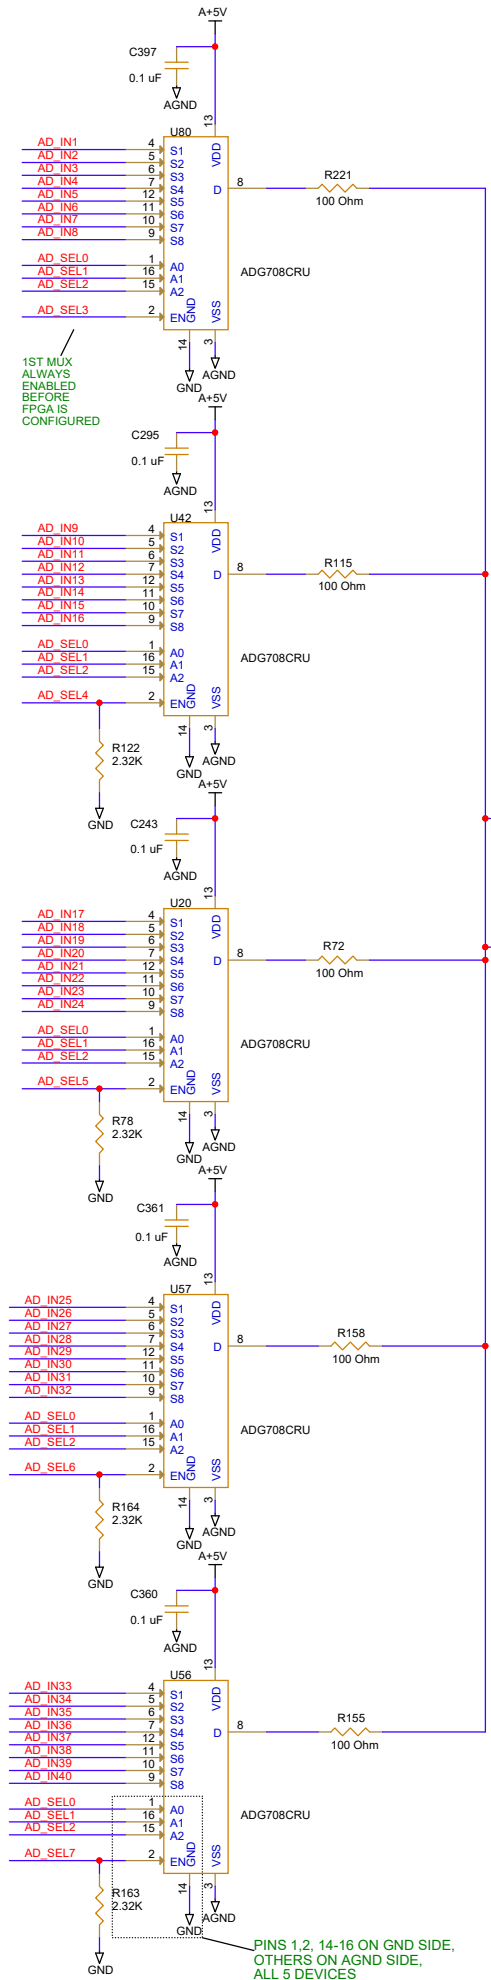 A+5V
C397
0.1 uF
AGND
13
U80
VDD
AD_IN1 4 S1
AD_IN2 5 S2
AD_IN3 6 S3
AD_IN4 7 S4 D 8 R221
AD_IN5 12 S5 100 Ohm
AD_IN6 11 S6
AD_IN7 10 S7
AD_IN8 9 S8
AD_SEL0 1 A0
AD_SEL1 16 A1 ADG708CRU
AD_SEL2 15 A2
AD_SEL3 2 EN GND VSS
14 3
GND AGND
1ST MUX
ALWAYS
ENABLED
BEFORE
FPGA IS
CONFIGURED
A+5V
C295
0.1 uF
AGND
13
U42
VDD
AD_IN9 4 S1
AD_IN10 5 S2
AD_IN11 6 S3
AD_IN12 7 S4 D 8 R115
AD_IN13 12 S5 100 Ohm
AD_IN14 11 S6
AD_IN15 10 S7
AD_IN16 9 S8
AD_SEL0 1 A0
AD_SEL1 16 A1 ADG708CRU
AD_SEL2 15 A2
AD_SEL4 2 EN GND VSS
14 3
R122
2.32K
GND
GND AGND
A+5V
C243
0.1 uF
AGND
13
U20
VDD
AD_IN17 4 S1
AD_IN18 5 S2
AD_IN19 6 S3
AD_IN20 7 S4 D 8 R72
AD_IN21 12 S5 100 Ohm
AD_IN22 11 S6
AD_IN23 10 S7
AD_IN24 9 S8
AD_SEL0 1 A0
AD_SEL1 16 A1 ADG708CRU
AD_SEL2 15 A2
AD_SEL5 2 EN GND VSS
14 3
R78
2.32K
GND
GND AGND
A+5V
C361
0.1 uF
AGND
13
U57
VDD
AD_IN25 4 S1
AD_IN26 5 S2
AD_IN27 6 S3
AD_IN28 7 S4 D 8 R158
AD_IN29 12 S5 100 Ohm
AD_IN30 11 S6
AD_IN31 10 S7
AD_IN32 9 S8
AD_SEL0 1 A0
AD_SEL1 16 A1 ADG708CRU
AD_SEL2 15 A2
AD_SEL6 2 EN GND VSS
14 3
R164
2.32K
GND
GND AGND
A+5V
C360
0.1 uF
AGND
13
U56
VDD
AD_IN33 4 S1
AD_IN34 5 S2
AD_IN35 6 S3
AD_IN36 7 S4 D 8 R155
AD_IN37 12 S5 100 Ohm
AD_IN38 11 S6
AD_IN39 10 S7
AD_IN40 9 S8
AD_SEL0 1 A0
AD_SEL1 16 A1 ADG708CRU
AD_SEL2 15 A2
AD_SEL7 2 EN GND VSS
14 3
R163
2.32K
GND
GND AGND
PINS 1,2, 14-16 ON GND SIDE,
OTHERS ON AGND SIDE,
ALL 5 DEVICES